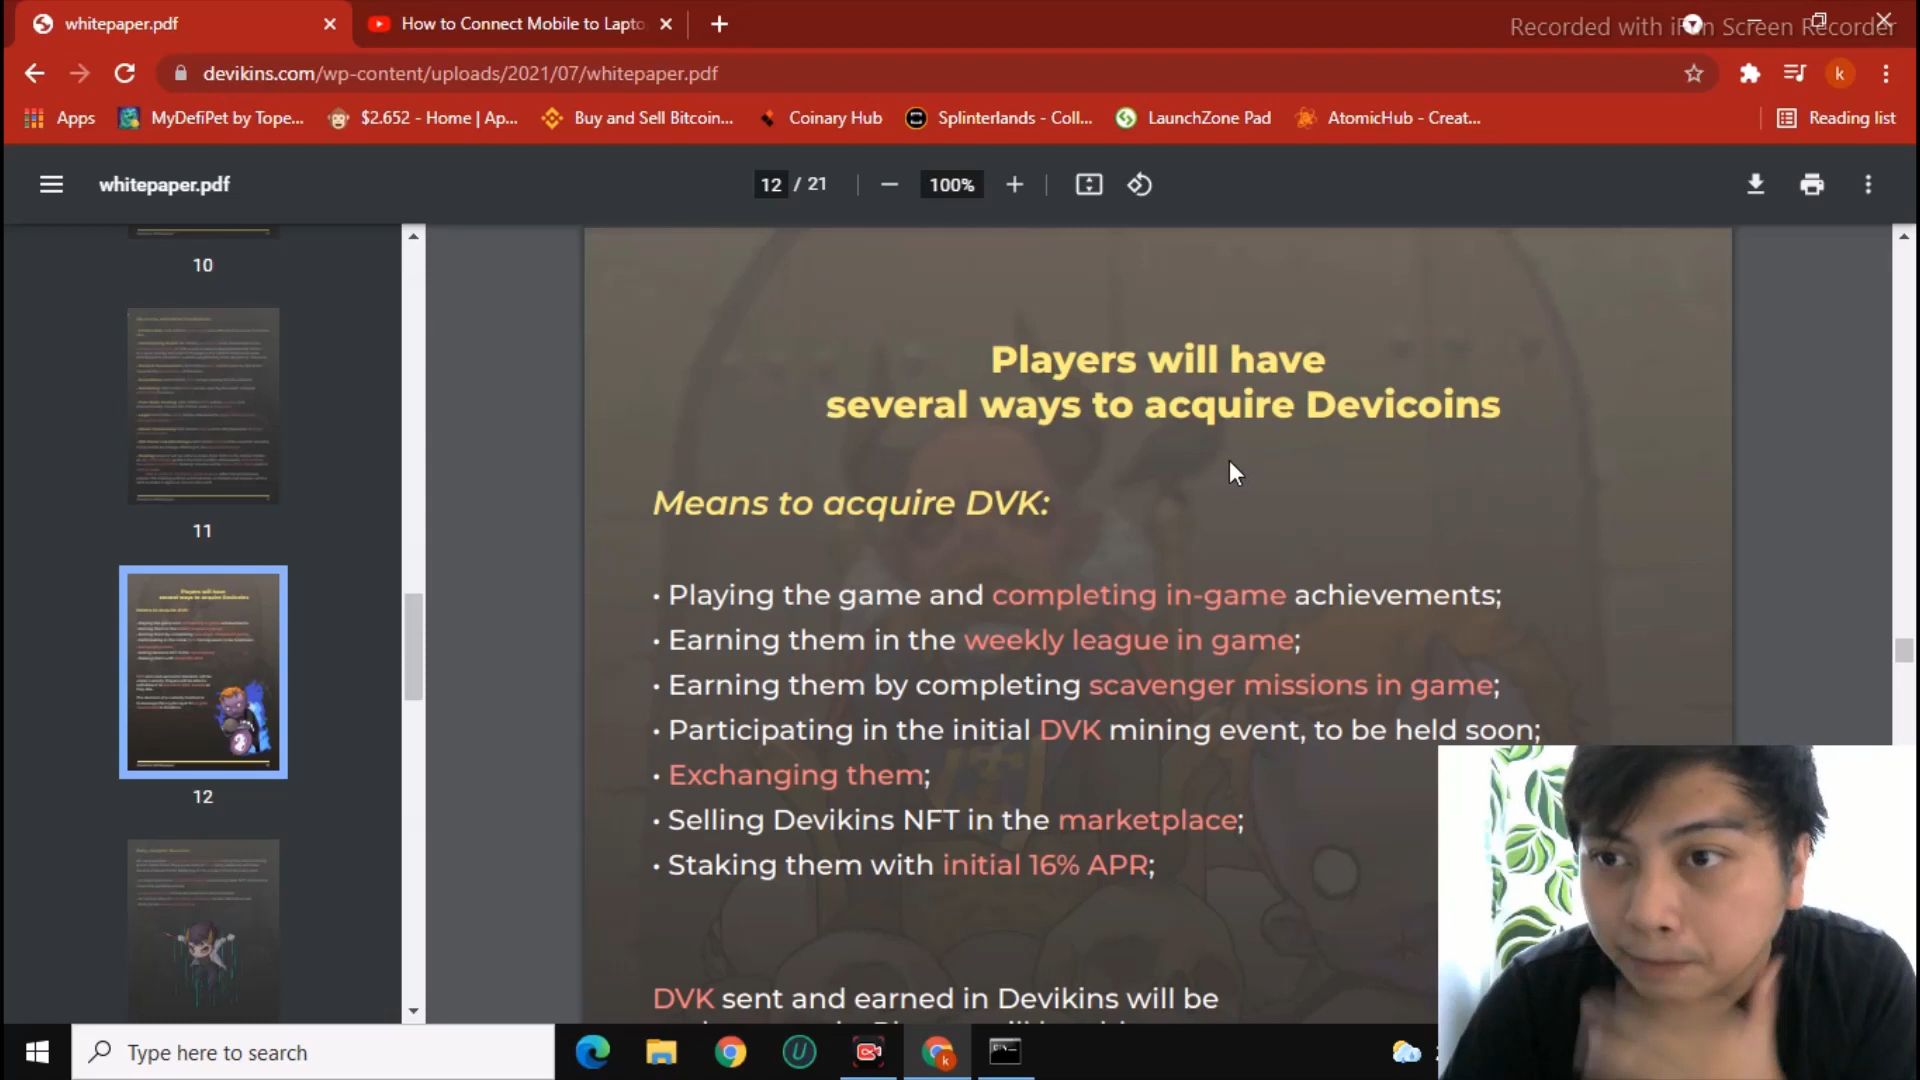 whitepaper.pdf
How to Connect Mobile to Lapto
Recorded with iFun Screen Recorder
devikins.com/wp-content/uploads/2021/07/whitepaper.pdf
k
Apps
MyDefiPet by Tope...
$2.652 - Home | Ap...
Buy and Sell Bitcoin...
Coinary Hub
Splinterlands - Coll...
LaunchZone Pad
AtomicHub - Creat...
Reading list
whitepaper.pdf
12 / 21
100%
10
11
12
Players will have
several ways to acquire Devicoins
Means to acquire DVK:
• Playing the game and completing in-game achievements;
• Earning them in the weekly league in game;
• Earning them by completing scavenger missions in game;
• Participating in the initial DVK mining event, to be held soon;
• Exchanging them;
• Selling Devikins NFT in the marketplace;
• Staking them with initial 16% APR;
DVK sent and earned in Devikins will be
Type here to search